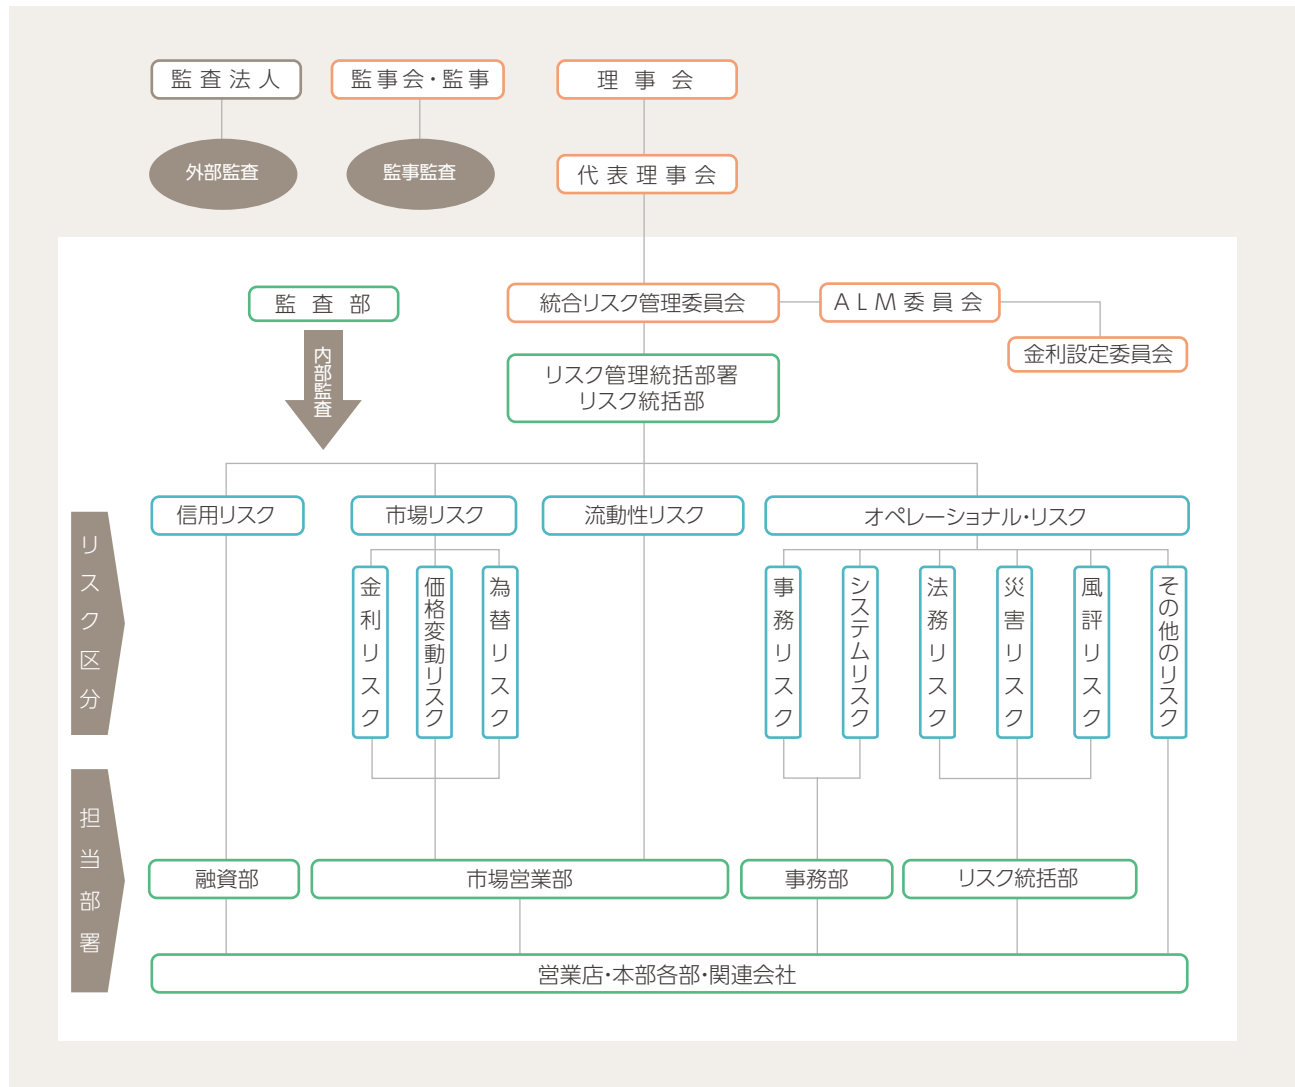 監査法人
監事会・監事
理事会
外部監査
監事監査
代表理事会
監査部
統合リスク管理委員会
ALM委員会
金利設定委員会
内部監査
リスク管理統括部署
リスク統括部
リスク区分
信用リスク
市場リスク
流動性リスク
オペレーショナル・リスク
金利リスク
価格変動リスク
為替リスク
事務リスク
システムリスク
法務リスク
災害リスク
風評リスク
その他のリスク
担当部署
融資部
市場営業部
事務部
リスク統括部
営業店・本部各部・関連会社